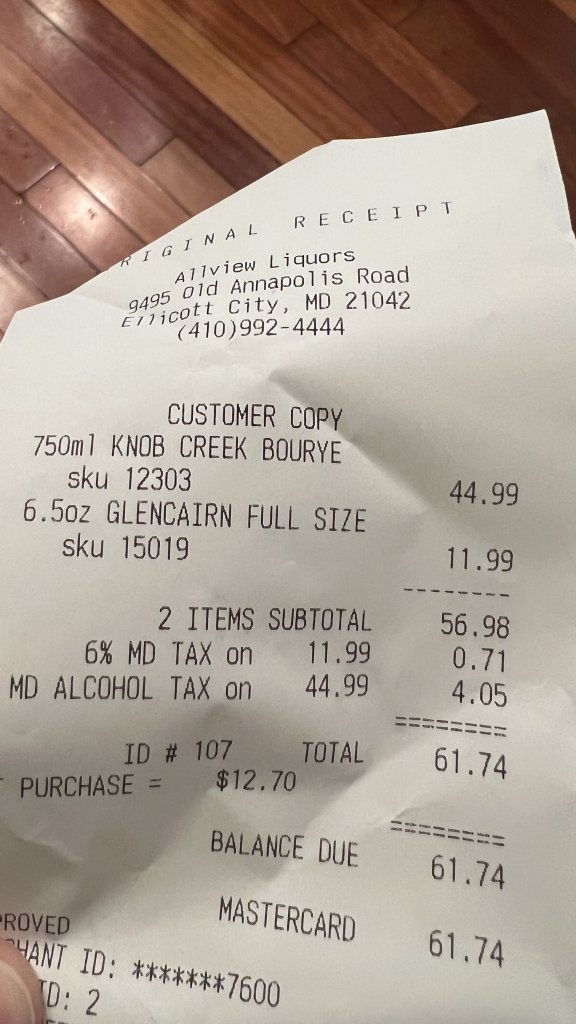 RIGINAL RECEIPT
Allview Liquors
9495 Old Annapolis Road
Ellicott City, MD 21042
(410)992-4444
CUSTOMER COPY
750ml KNOB CREEK BOURYE
sku 12303 44.99
6.5oz GLENCAIRN FULL SIZE
sku 15019 11.99
--------
2 ITEMS SUBTOTAL 56.98
6% MD TAX on 11.99 0.71
MD ALCOHOL TAX on 44.99 4.05
========
ID # 107 TOTAL 61.74
PURCHASE = $12.70
========
BALANCE DUE 61.74
MASTERCARD 61.74
PROVED
HANT ID: *******7600
ID: 2